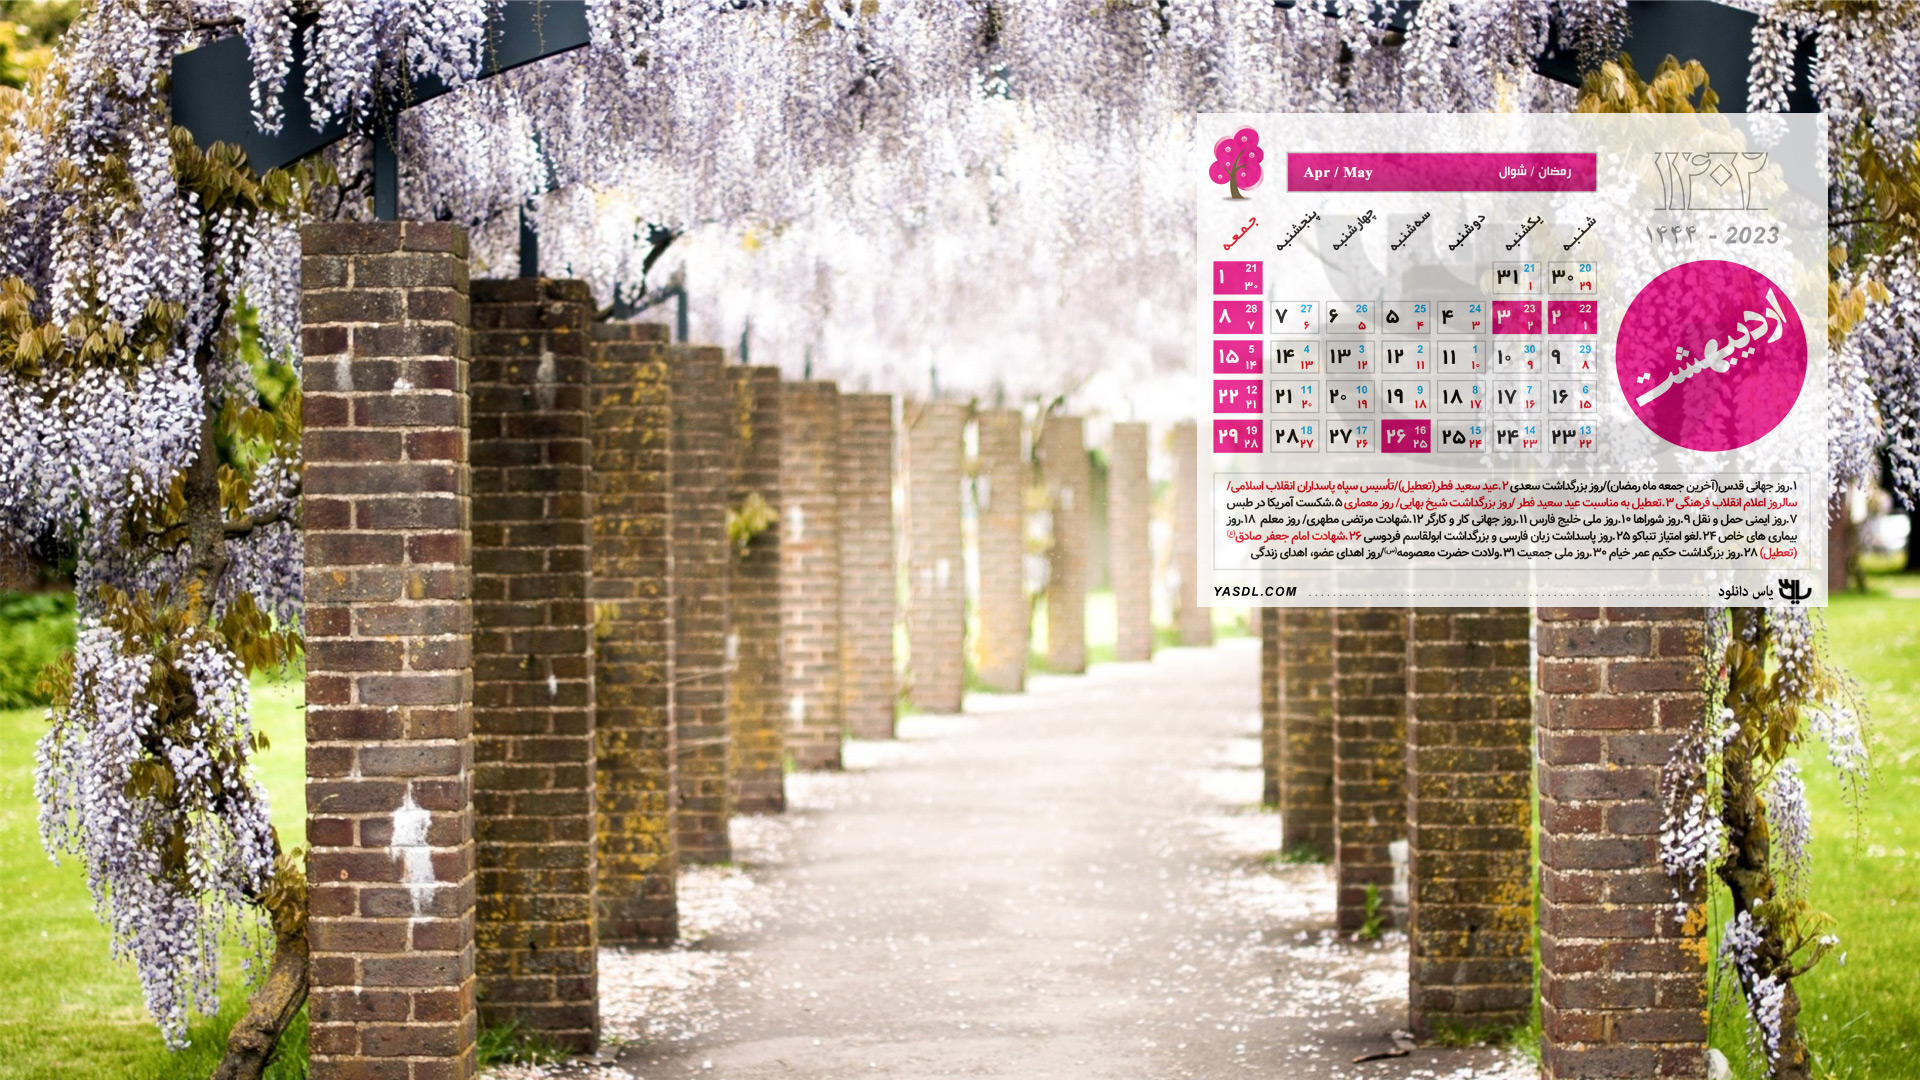 Apr / May رمضان / شوال
۱۴۰۲
۱۴۴۴ - 2023
اردیبهشت
شنبه یکشنبه دوشنبه سه‌شنبه چهارشنبه پنجشنبه جمعه
۳۰ 20 ۲۹ ۳۱ 21 ۱ ۱ 21 ۳۰
۲ 22 ۱ ۳ 23 ۲ ۴ 24 ۳ ۵ 25 ۴ ۶ 26 ۵ ۷ 27 ۶ ۸ 28 ۷
۹ 29 ۸ ۱۰ 30 ۹ ۱۱ 1 ۱۰ ۱۲ 2 ۱۱ ۱۳ 3 ۱۲ ۱۴ 4 ۱۳ ۱۵ 5 ۱۴
۱۶ 6 ۱۵ ۱۷ 7 ۱۶ ۱۸ 8 ۱۷ ۱۹ 9 ۱۸ ۲۰ 10 ۱۹ ۲۱ 11 ۲۰ ۲۲ 12 ۲۱
۲۳ 13 ۲۲ ۲۴ 14 ۲۳ ۲۵ 15 ۲۴ ۲۶ 16 ۲۵ ۲۷ 17 ۲۶ ۲۸ 18 ۲۷ ۲۹ 19 ۲۸
۱.روز جهانی قدس(آخرین جمعه ماه رمضان)/روز بزرگداشت سعدی ۲.عید سعید فطر(تعطیل)/تأسیس سپاه پاسداران انقلاب اسلامی/
سالروز اعلام انقلاب فرهنگی ۳.تعطیل به مناسبت عید سعید فطر /روز بزرگداشت شیخ بهایی/ روز معماری ۵.شکست آمریکا در طبس
۷.روز ایمنی حمل و نقل ۹.روز شوراها ۱۰.روز ملی خلیج فارس ۱۱.روز جهانی کار و کارگر ۱۲.شهادت مرتضی مطهری/ روز معلم ۱۸.روز
بیماری های خاص ۲۴.لغو امتیاز تنباکو ۲۵.روز پاسداشت زبان فارسی و بزرگداشت ابولقاسم فردوسی ۲۶.شهادت امام جعفر صادق(ع)
(تعطیل) ۲۸.روز بزرگداشت حکیم عمر خیام ۳۰.روز ملی جمعیت ۳۱.ولادت حضرت معصومه(س)/روز اهدای عضو، اهدای زندگی
یاس دانلود YASDL.COM